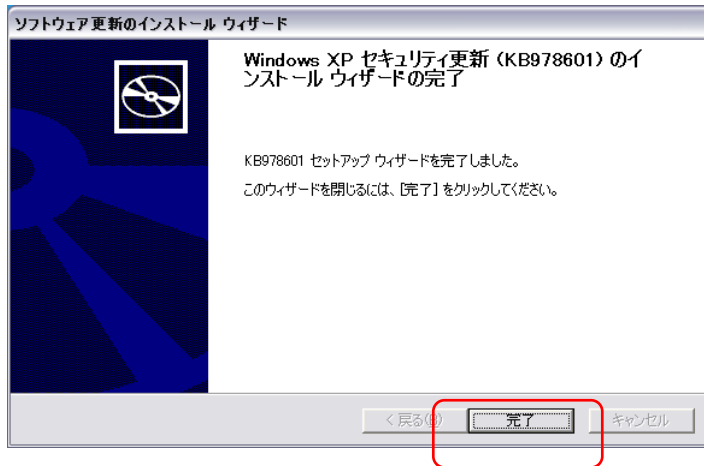 ソフトウェア更新のインストール ウィザード
Windows XP セキュリティ更新 (KB978601) のイ
ンストール ウィザードの完了
KB978601 セットアップ ウィザードを完了しました。
このウィザードを閉じるには、[完了] をクリックしてください。
< 戻る(B) 完了 キャンセル